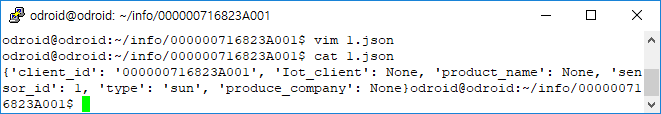 odroid@odroid: ~/info/000000716823A001
odroid@odroid:~/info/000000716823A001$ vim 1.json
odroid@odroid:~/info/000000716823A001$ cat 1.json
{'client_id': '000000716823A001', 'Iot_client': None, 'product_name': None, 'sen
sor_id': 1, 'type': 'sun', 'produce_company': None}odroid@odroid:~/info/00000071
6823A001$